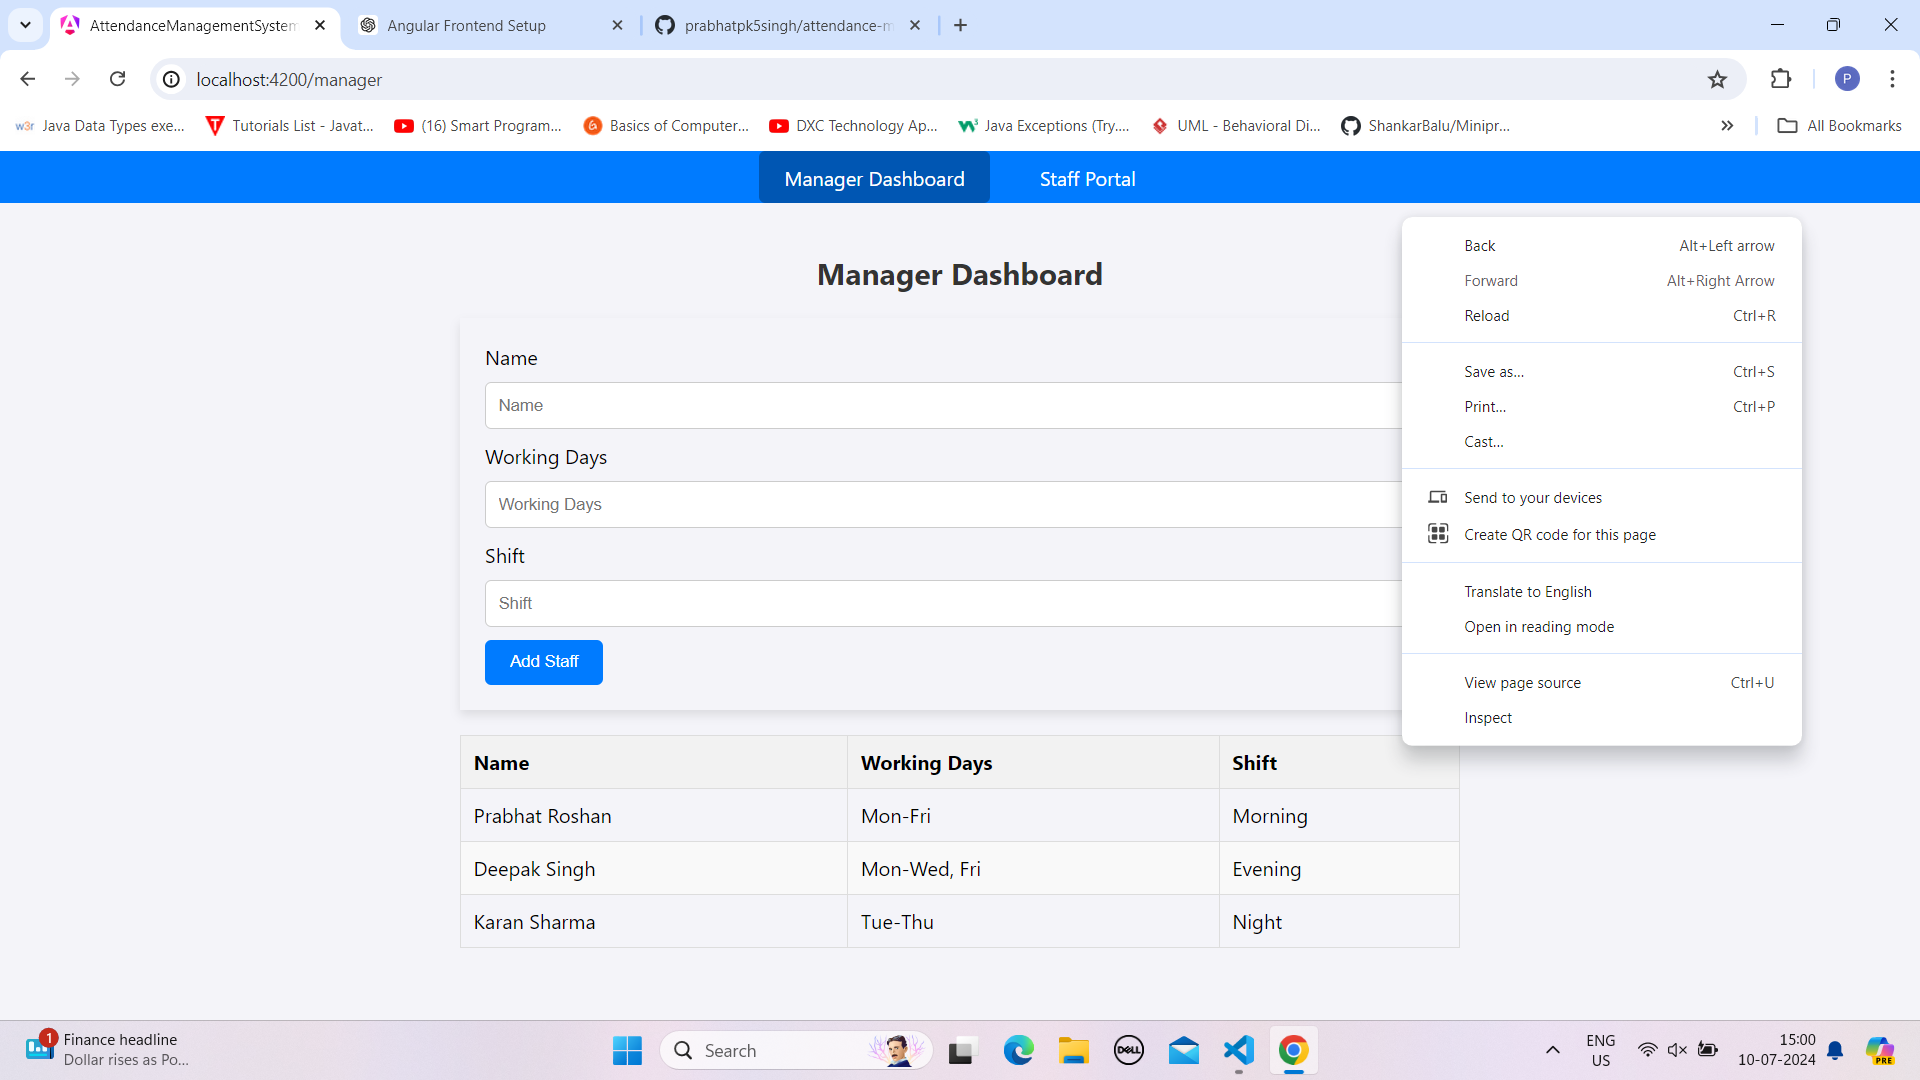 AttendanceManagementSystem
Angular Frontend Setup
prabhatpk5singh/attendance-m
localhost:4200/manager
P
Java Data Types exe...
Tutorials List - Javat...
(16) Smart Program...
Basics of Computer...
DXC Technology Ap...
Java Exceptions (Try....
UML - Behavioral Di...
ShankarBalu/Minipr...
All Bookmarks
Manager Dashboard
Staff Portal
Manager Dashboard
Name
Name
Working Days
Working Days
Shift
Shift
Add Staff
Back Alt+Left arrow
Forward Alt+Right Arrow
Reload Ctrl+R
Save as... Ctrl+S
Print... Ctrl+P
Cast...
Send to your devices
Create QR code for this page
Translate to English
Open in reading mode
View page source Ctrl+U
Inspect
Name Working Days Shift
Prabhat Roshan Mon-Fri Morning
Deepak Singh Mon-Wed, Fri Evening
Karan Sharma Tue-Thu Night
1
Finance headline
Dollar rises as Po...
Search
DELL
ENG
US
15:00
10-07-2024
PRE